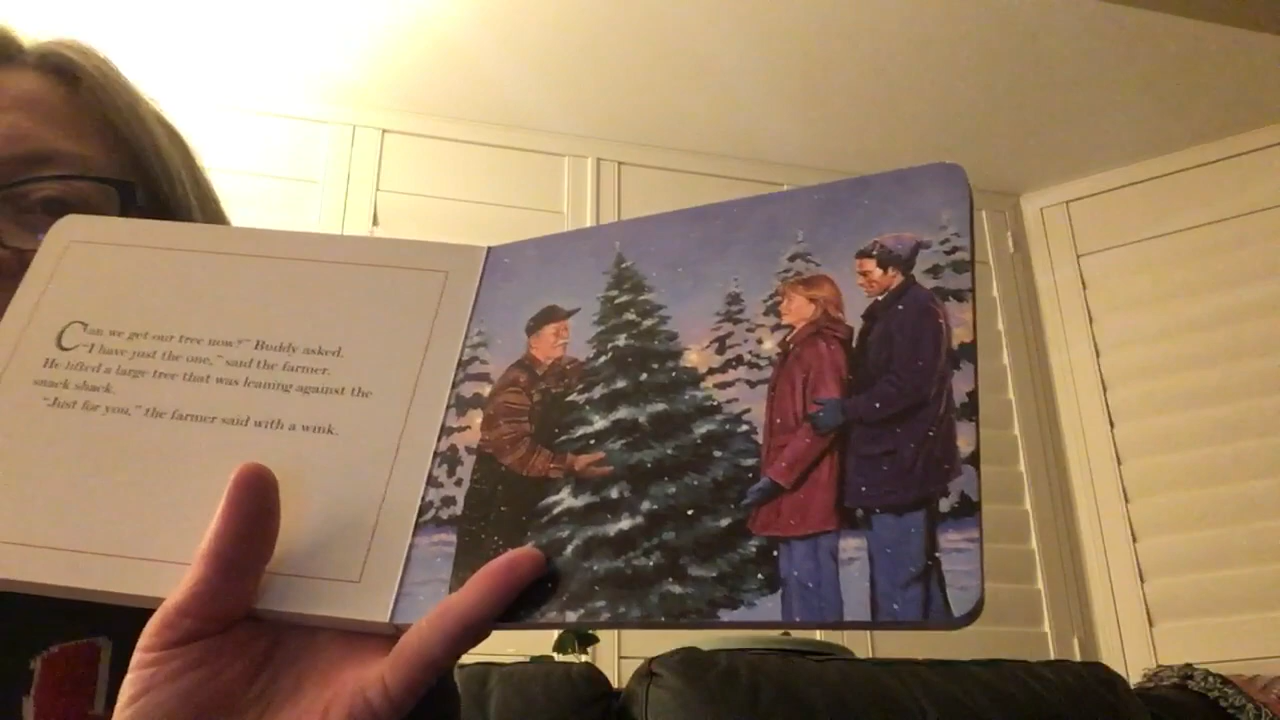 Can we get our tree now?" Buddy asked.
"I have just the one," said the farmer.
He lifted a large tree that was leaning against the
snack shack.
"Just for you," the farmer said with a wink.